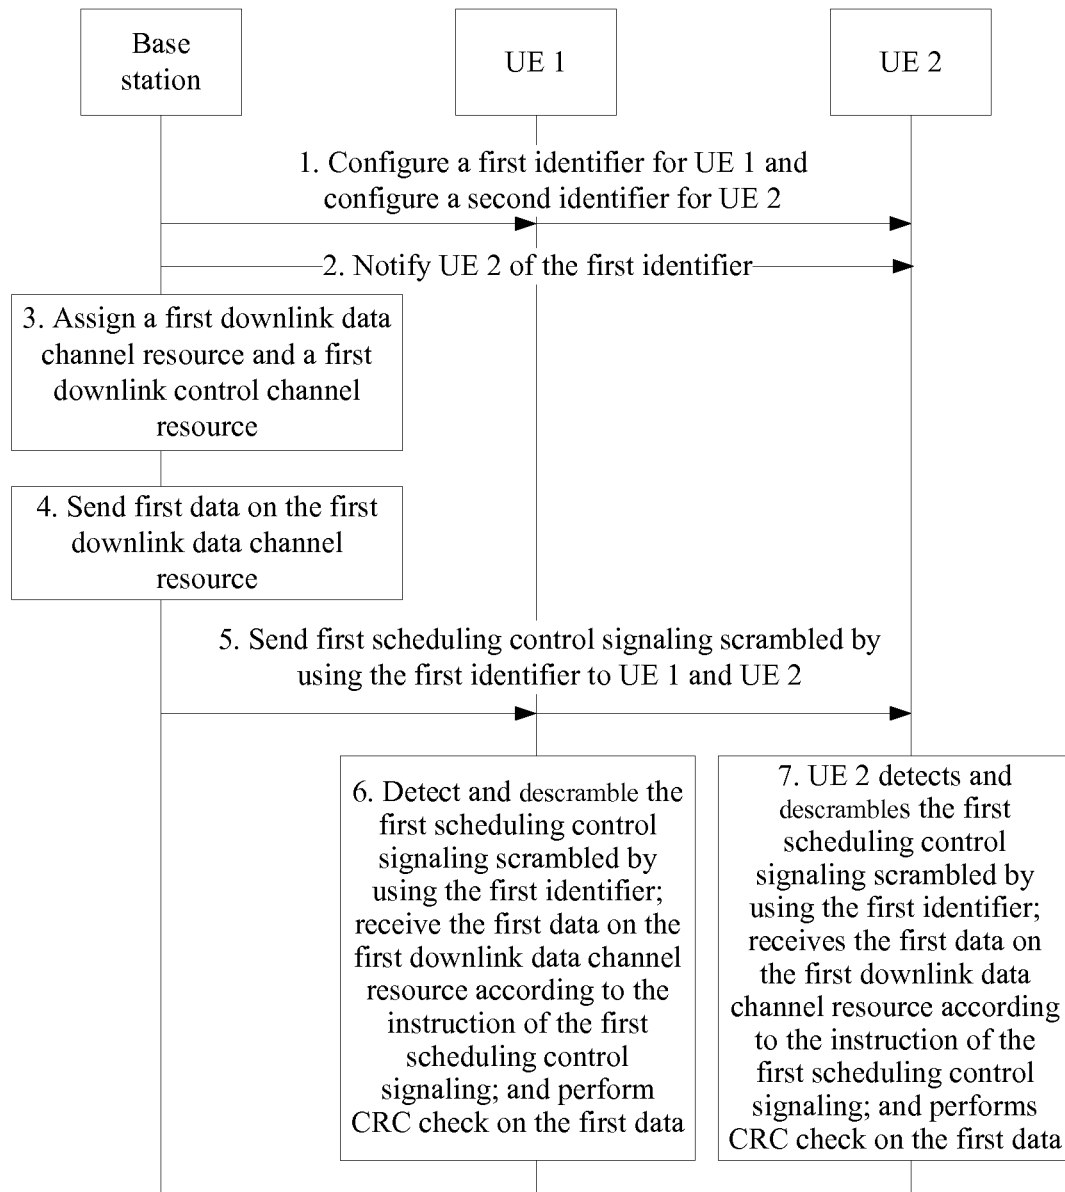 Base
station
UE 1
UE 2
1. Configure a first identifier for UE 1 and
configure a second identifier for UE 2
2. Notify UE 2 of the first identifier
3. Assign a first downlink data
channel resource and a first
downlink control channel
resource
4. Send first data on the first
downlink data channel
resource
5. Send first scheduling control signaling scrambled by
using the first identifier to UE 1 and UE 2
6. Detect and descramble the
first scheduling control
signaling scrambled by
using the first identifier;
receive the first data on the
first downlink data channel
resource according to the
instruction of the first
scheduling control
signaling; and perform
CRC check on the first data
7. UE 2 detects and
descrambles the first
scheduling control
signaling scrambled by
using the first identifier;
receives the first data on
the first downlink data
channel resource according
to the instruction of the
first scheduling control
signaling; and performs
CRC check on the first data